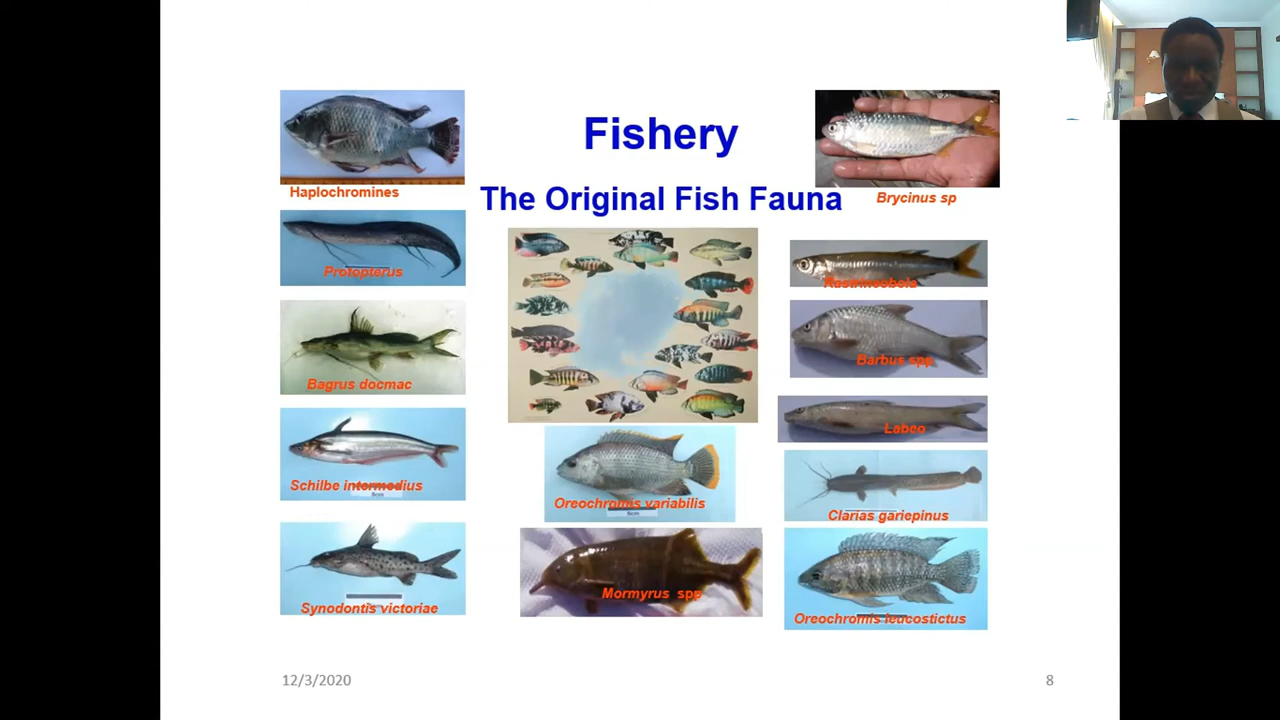 Fishery
The Original Fish Fauna
Haplochromines
Brycinus sp
Protopterus
Rastrineobola
Bagrus docmac
Barbus spp
Labeo
Schilbe intermedius
Oreochromis variabilis
Clarias gariepinus
Synodontis victoriae
Mormyrus spp
Oreochromis leucostictus
12/3/2020
8